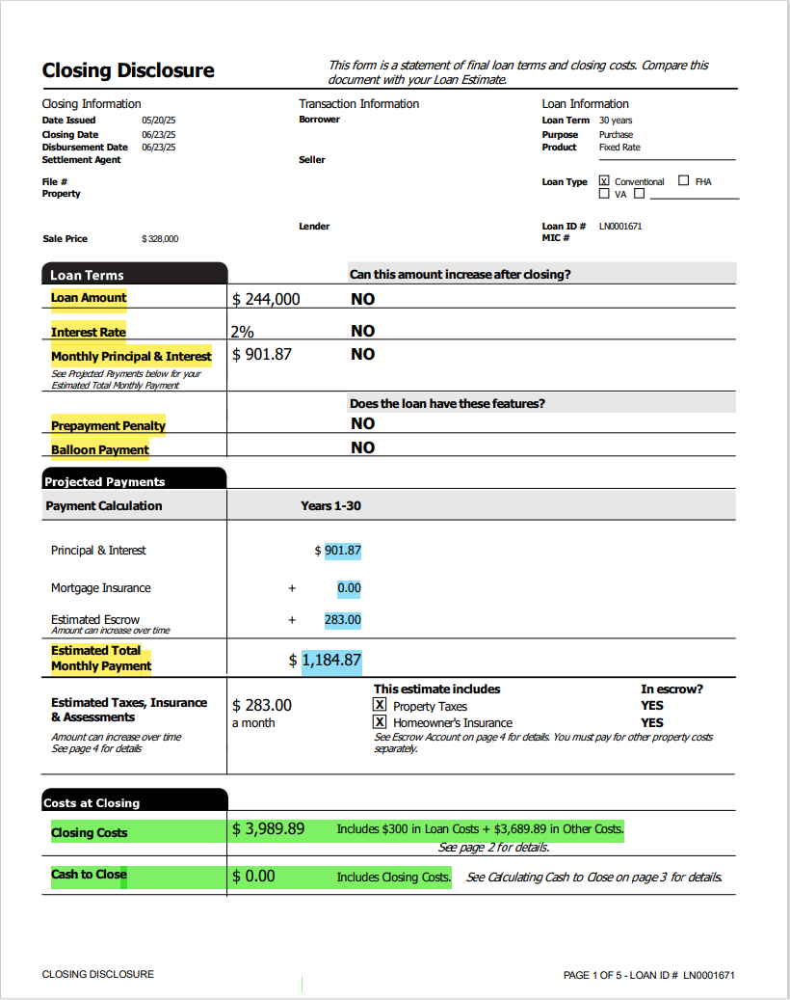 Closing Disclosure
This form is a statement of final loan terms and closing costs. Compare this
document with your Loan Estimate.
Closing Information
Date Issued 05/20/25
Closing Date 06/23/25
Disbursement Date 06/23/25
Settlement Agent
File #
Property
Sale Price $ 328,000
Transaction Information
Borrower
Seller
Lender
Loan Information
Loan Term 30 years
Purpose Purchase
Product Fixed Rate
Loan Type X Conventional FHA
VA
Loan ID # LN0001671
MIC #
Loan Terms Can this amount increase after closing?
Loan Amount $ 244,000 NO
Interest Rate 2% NO
Monthly Principal & Interest $ 901.87 NO
See Projected Payments below for your
Estimated Total Monthly Payment
Does the loan have these features?
Prepayment Penalty NO
Balloon Payment NO
Projected Payments
Payment Calculation Years 1-30
Principal & Interest $ 901.87
Mortgage Insurance + 0.00
Estimated Escrow + 283.00
Amount can increase over time
Estimated Total
Monthly Payment $ 1,184.87
Estimated Taxes, Insurance
& Assessments
Amount can increase over time
See page 4 for details
$ 283.00
a month
This estimate includes In escrow?
X Property Taxes YES
X Homeowner's Insurance YES
See Escrow Account on page 4 for details. You must pay for other property costs
separately.
Costs at Closing
Closing Costs $ 3,989.89 Includes $300 in Loan Costs + $3,689.89 in Other Costs.
See page 2 for details.
Cash to Close $ 0.00 Includes Closing Costs. See Calculating Cash to Close on page 3 for details.
CLOSING DISCLOSURE PAGE 1 OF 5 - LOAN ID # LN0001671